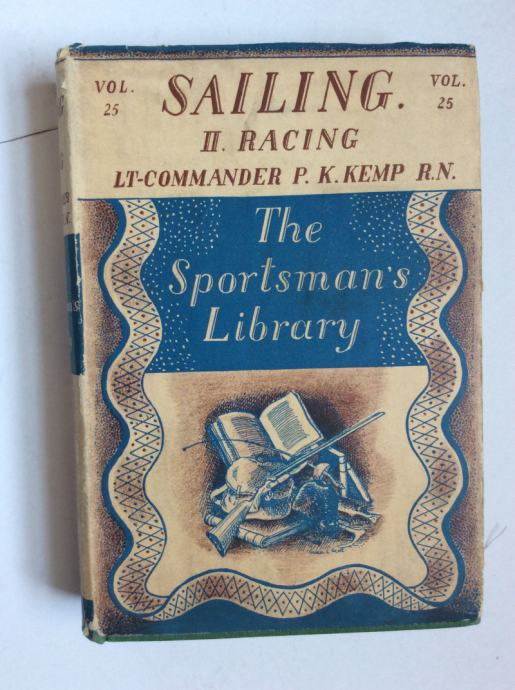 VOL. 25
SAILING.
VOL. 25
II. RACING
LT-COMMANDER P. K. KEMP R.N.
The
Sportsman's
Library